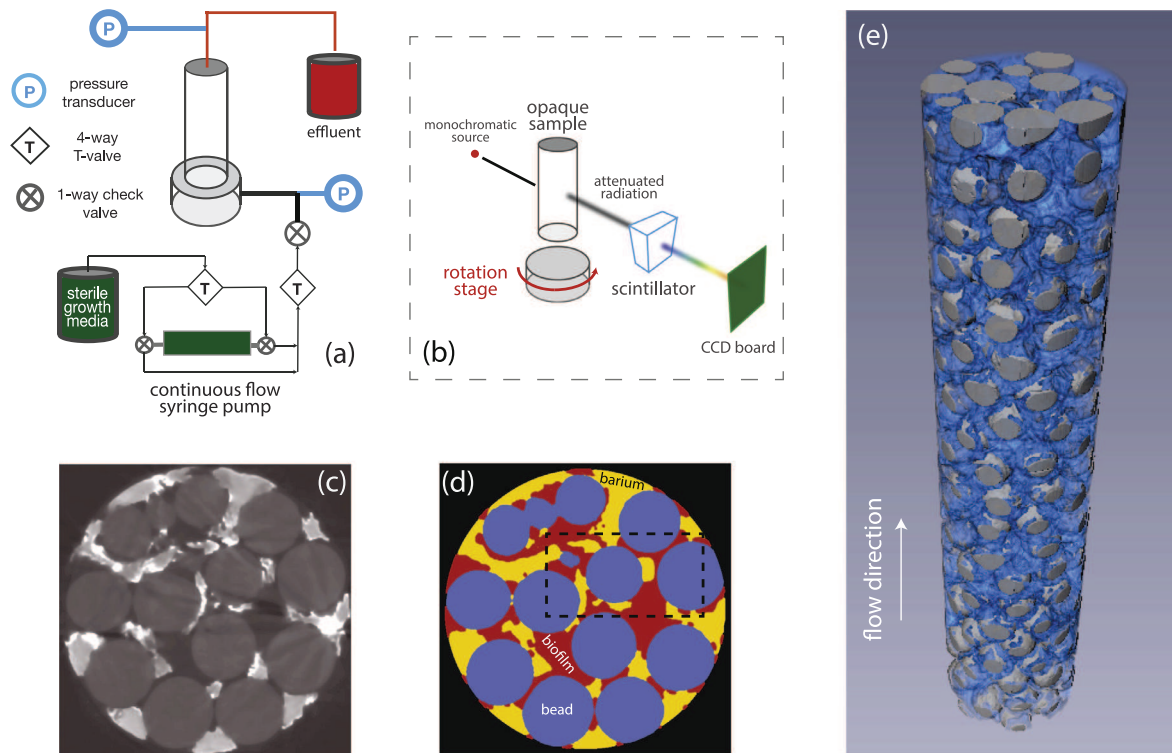 P
P
pressure
transducer
T
4-way
T-valve
1-way check
valve
effluent
P
sterile
growth
media
T
T
(a)
continuous flow
syringe pump
monochromatic
source
opaque
sample
attenuated
radiation
rotation
stage
scintillator
(b)
CCD board
(c)
(d)
barium
biofilm
bead
(e)
flow direction